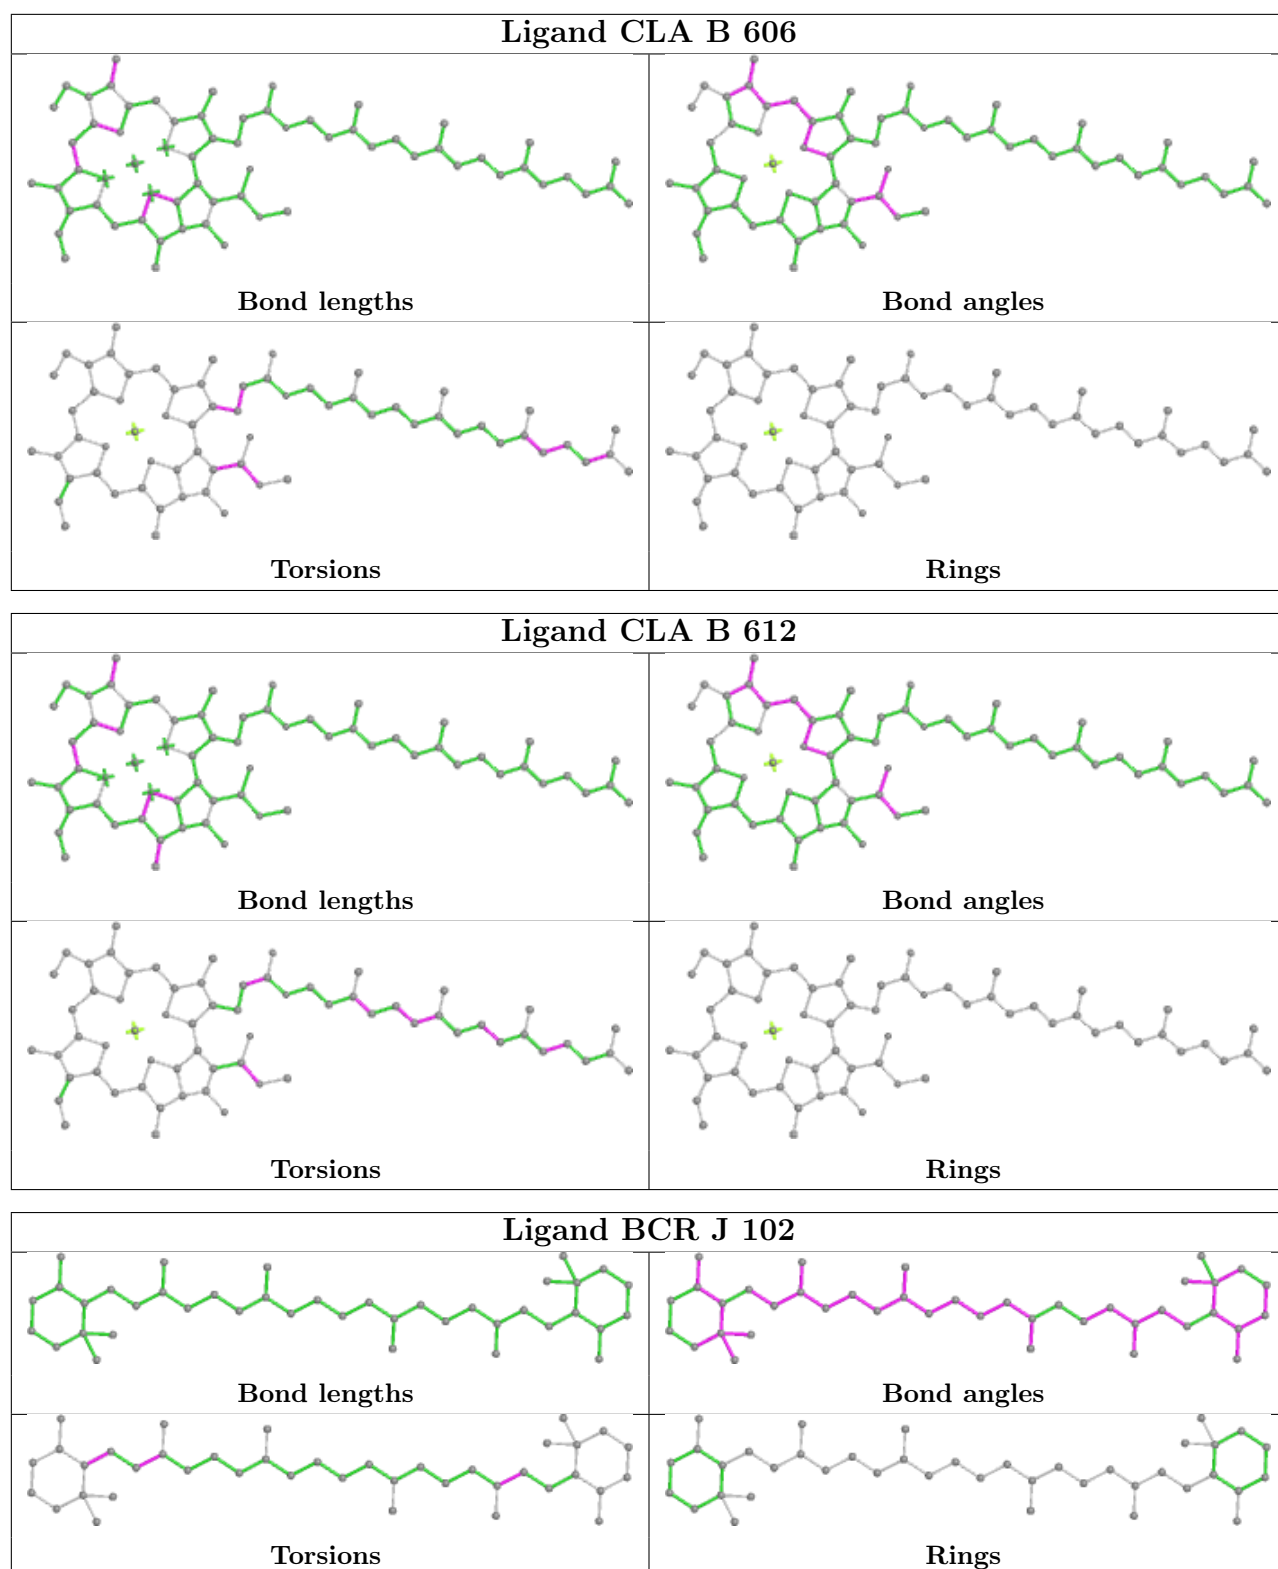 Ligand CLA B 606
Bond lengths
Bond angles
Torsions
Rings
Ligand CLA B 612
Bond lengths
Bond angles
Torsions
Rings
Ligand BCR J 102
Bond lengths
Bond angles
Torsions
Rings